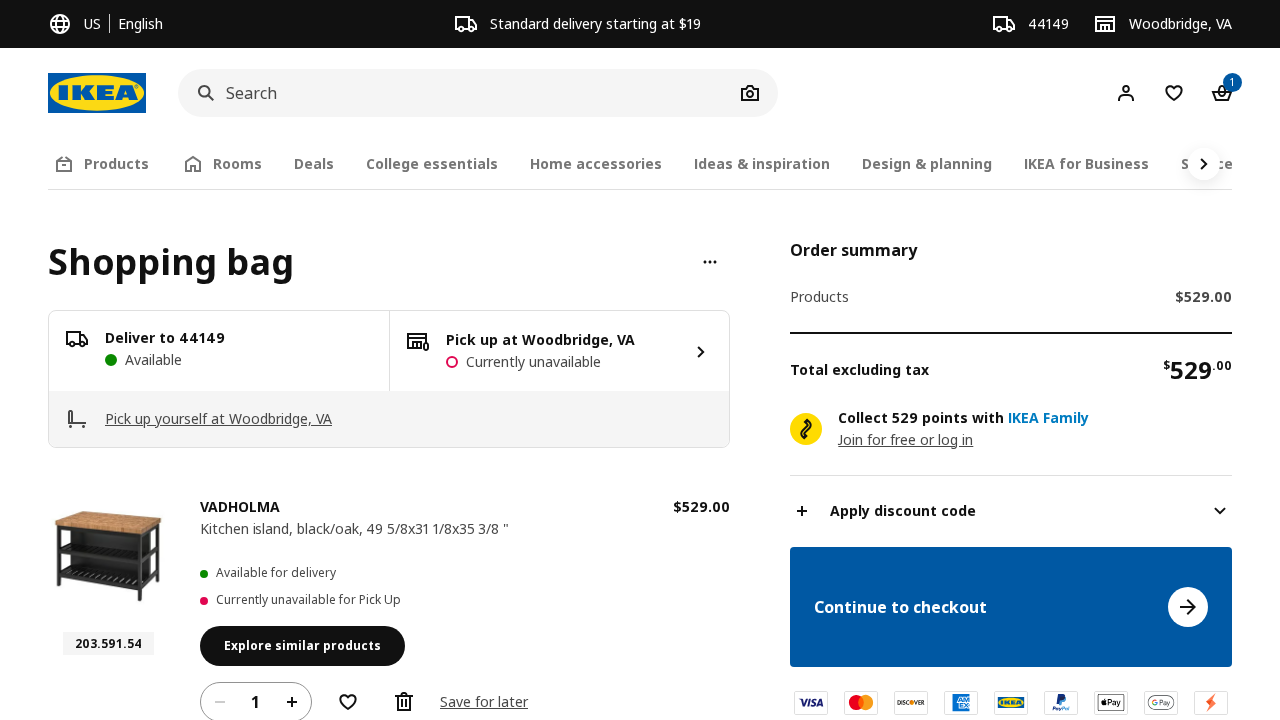 US English
Standard delivery starting at $19
44149
Woodbridge, VA
IKEA
Search
1
Products
Rooms
Deals
College essentials
Home accessories
Ideas & inspiration
Design & planning
IKEA for Business
Shopping bag
Deliver to 44149
Available
Pick up at Woodbridge, VA
Currently unavailable
Pick up yourself at Woodbridge, VA
VADHOLMA
$529.00
Kitchen island, black/oak, 49 5/8x31 1/8x35 3/8 "
Available for delivery
Currently unavailable for Pick Up
203.591.54
Explore similar products
1
Save for later
Order summary
Products $529.00
Total excluding tax $529.00
Collect 529 points with IKEA Family
Join for free or log in
Apply discount code
Continue to checkout
VISA
DISCOVER
AMEX
IKEA
PayPal
Pay
G Pay